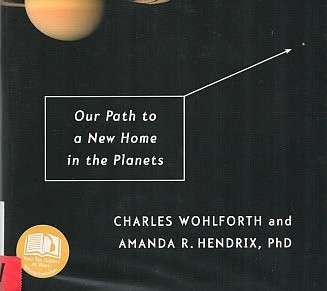 Our Path to
a New Home
in the Planets
CHARLES WOHLFORTH and
AMANDA R. HENDRIX, PhD